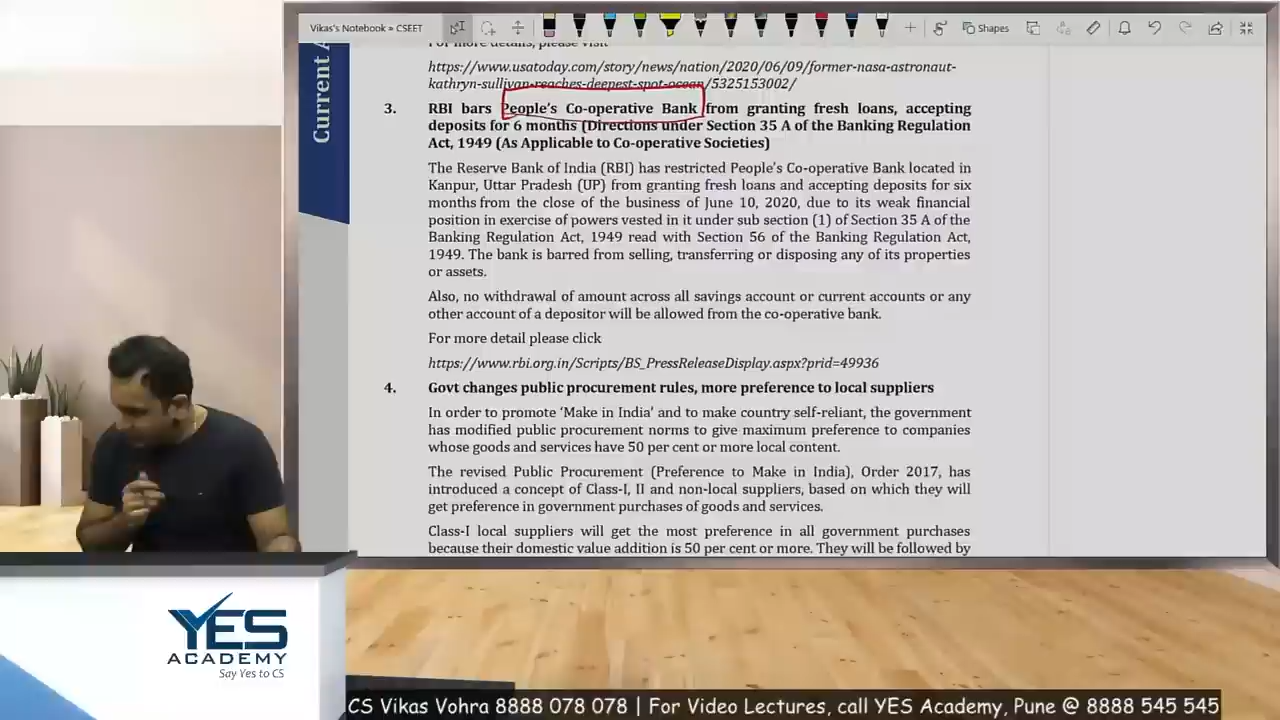 Vikas's Notebook » CSEET
Shapes
Current A
For more details, please visit
https://www.usatoday.com/story/news/nation/2020/06/09/former-nasa-astronaut-
kathryn-sullivan-reaches-deepest-spot-ocean/5325153002/
3. RBI bars People's Co-operative Bank from granting fresh loans, accepting
deposits for 6 months (Directions under Section 35 A of the Banking Regulation
Act, 1949 (As Applicable to Co-operative Societies)
The Reserve Bank of India (RBI) has restricted People's Co-operative Bank located in
Kanpur, Uttar Pradesh (UP) from granting fresh loans and accepting deposits for six
months from the close of the business of June 10, 2020, due to its weak financial
position in exercise of powers vested in it under sub section (1) of Section 35 A of the
Banking Regulation Act, 1949 read with Section 56 of the Banking Regulation Act,
1949. The bank is barred from selling, transferring or disposing any of its properties
or assets.
Also, no withdrawal of amount across all savings account or current accounts or any
other account of a depositor will be allowed from the co-operative bank.
For more detail please click
https://www.rbi.org.in/Scripts/BS_PressReleaseDisplay.aspx?prid=49936
4. Govt changes public procurement rules, more preference to local suppliers
In order to promote 'Make in India' and to make country self-reliant, the government
has modified public procurement norms to give maximum preference to companies
whose goods and services have 50 per cent or more local content.
The revised Public Procurement (Preference to Make in India), Order 2017, has
introduced a concept of Class-I, II and non-local suppliers, based on which they will
get preference in government purchases of goods and services.
Class-I local suppliers will get the most preference in all government purchases
because their domestic value addition is 50 per cent or more. They will be followed by
YES
ACADEMY
Say Yes to CS
CS Vikas Vohra 8888 078 078 | For Video Lectures, call YES Academy, Pune @ 8888 545 545